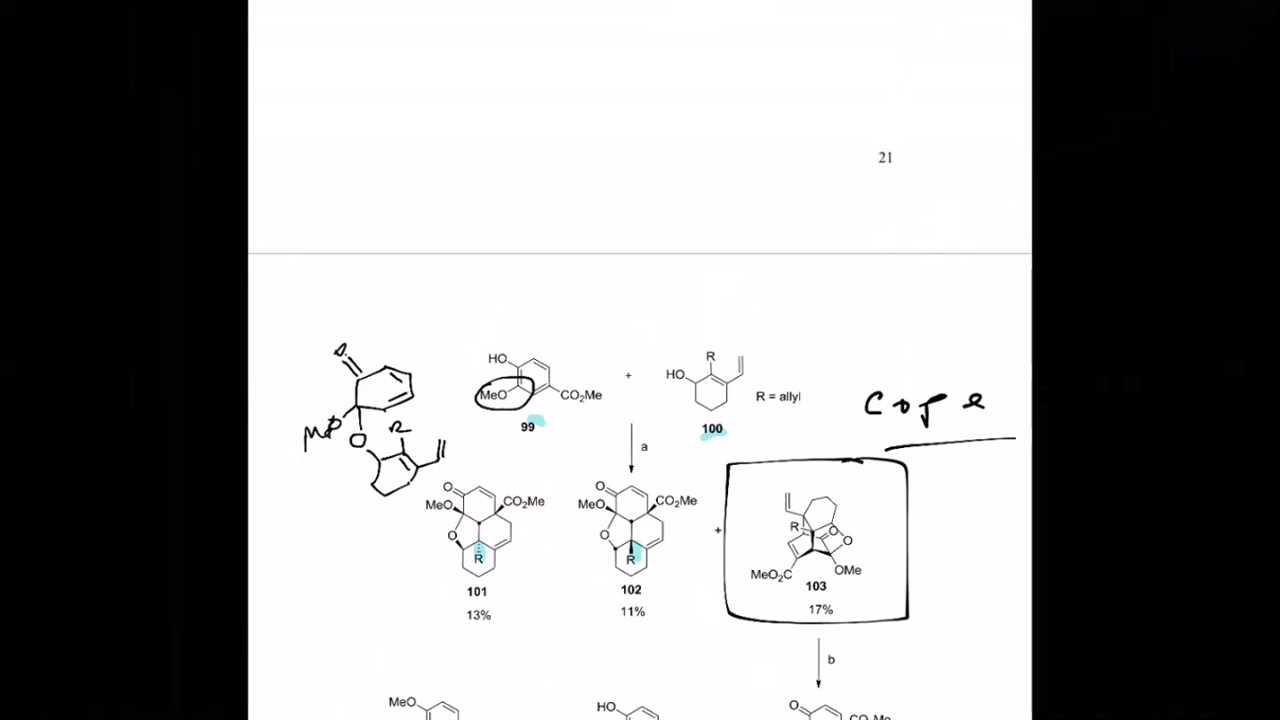 21
HO
MeO
CO₂Me
99
+
HO
R
100
R = allyl
Cope
O
R
a
O
MeO
CO₂Me
O
R
101
13%
O
MeO
CO₂Me
O
R
102
11%
+
R
O
O
MeO₂C
OMe
103
17%
b
MeO
HO
O